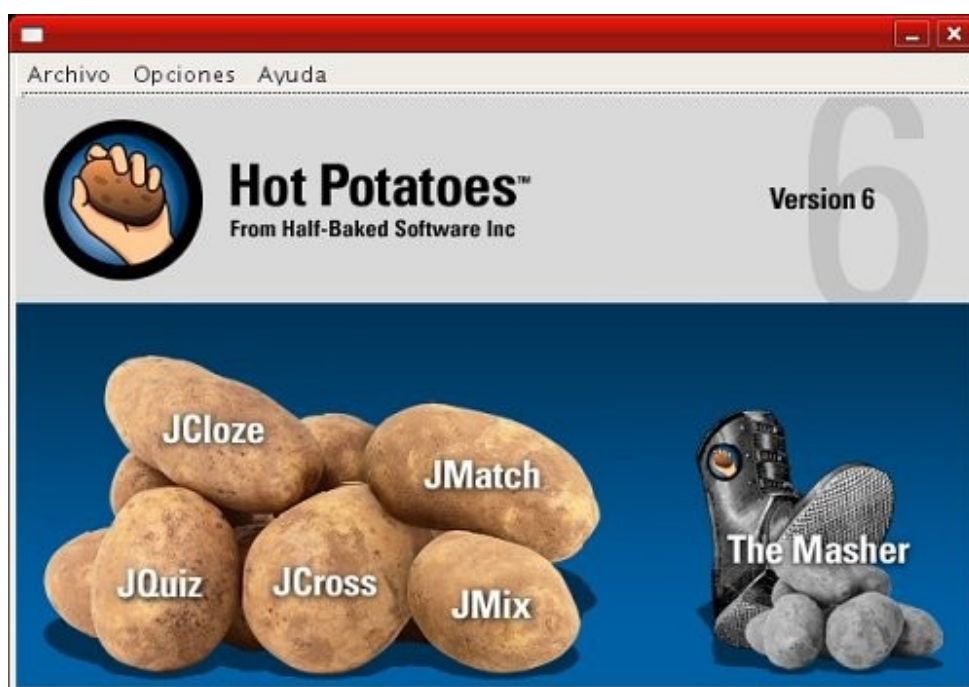 Archivo Opciones Ayuda
6
Hot Potatoes™
From Half-Baked Software Inc
Version 6
JCloze
JMatch
JQuiz
JCross
JMix
The Masher